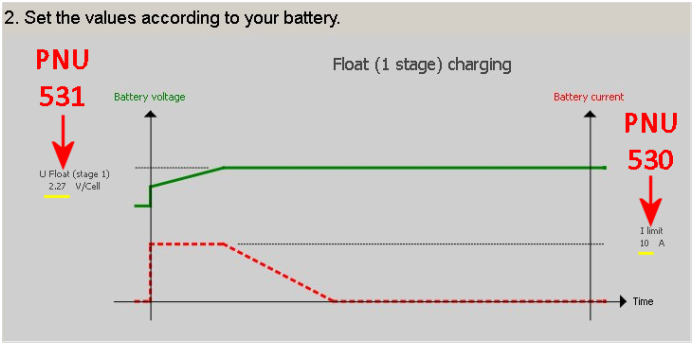 2. Set the values according to your battery.
PNU
531
Float (1 stage) charging
Battery voltage
Battery current
PNU
530
U Float (stage 1)
2.27 V/Cell
I limit
10 A
Time